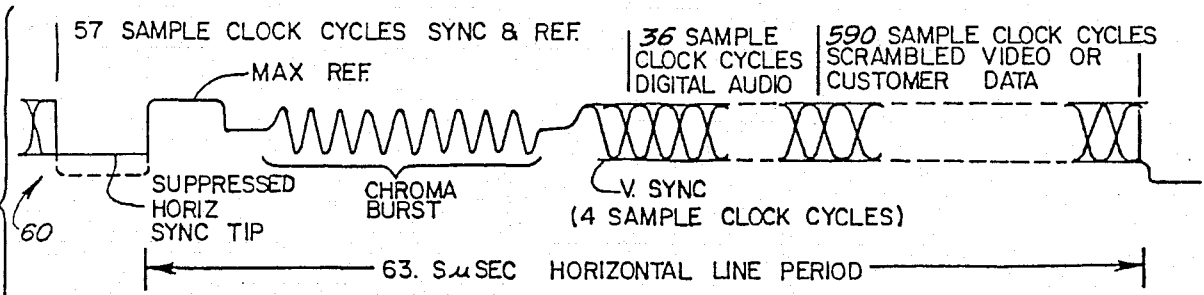 57 SAMPLE CLOCK CYCLES SYNC & REF.
36 SAMPLE
CLOCK CYCLES
DIGITAL AUDIO
590 SAMPLE CLOCK CYCLES
SCRAMBLED VIDEO OR
CUSTOMER DATA
MAX REF.
SUPPRESSED
HORIZ
SYNC TIP
CHROMA
BURST
V. SYNC
(4 SAMPLE CLOCK CYCLES)
60
63. SµSEC HORIZONTAL LINE PERIOD